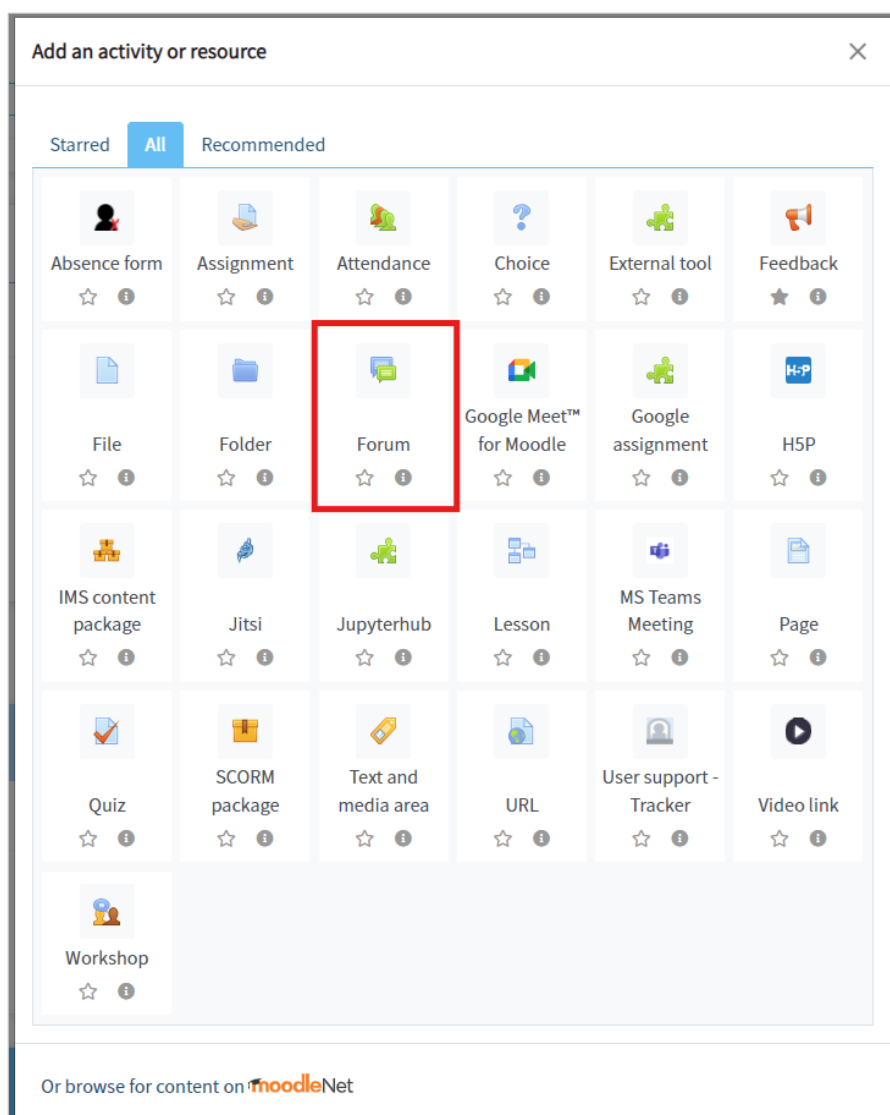 Add an activity or resource
Starred All Recommended
Absence form
Assignment
Attendance
Choice
External tool
Feedback
File
Folder
Forum
Google Meet™
for Moodle
Google
assignment
H-P
H5P
IMS content
package
Jitsi
Jupyterhub
Lesson
MS Teams
Meeting
Page
Quiz
SCORM
package
Text and
media area
URL
User support -
Tracker
Video link
Workshop
Or browse for content on moodleNet